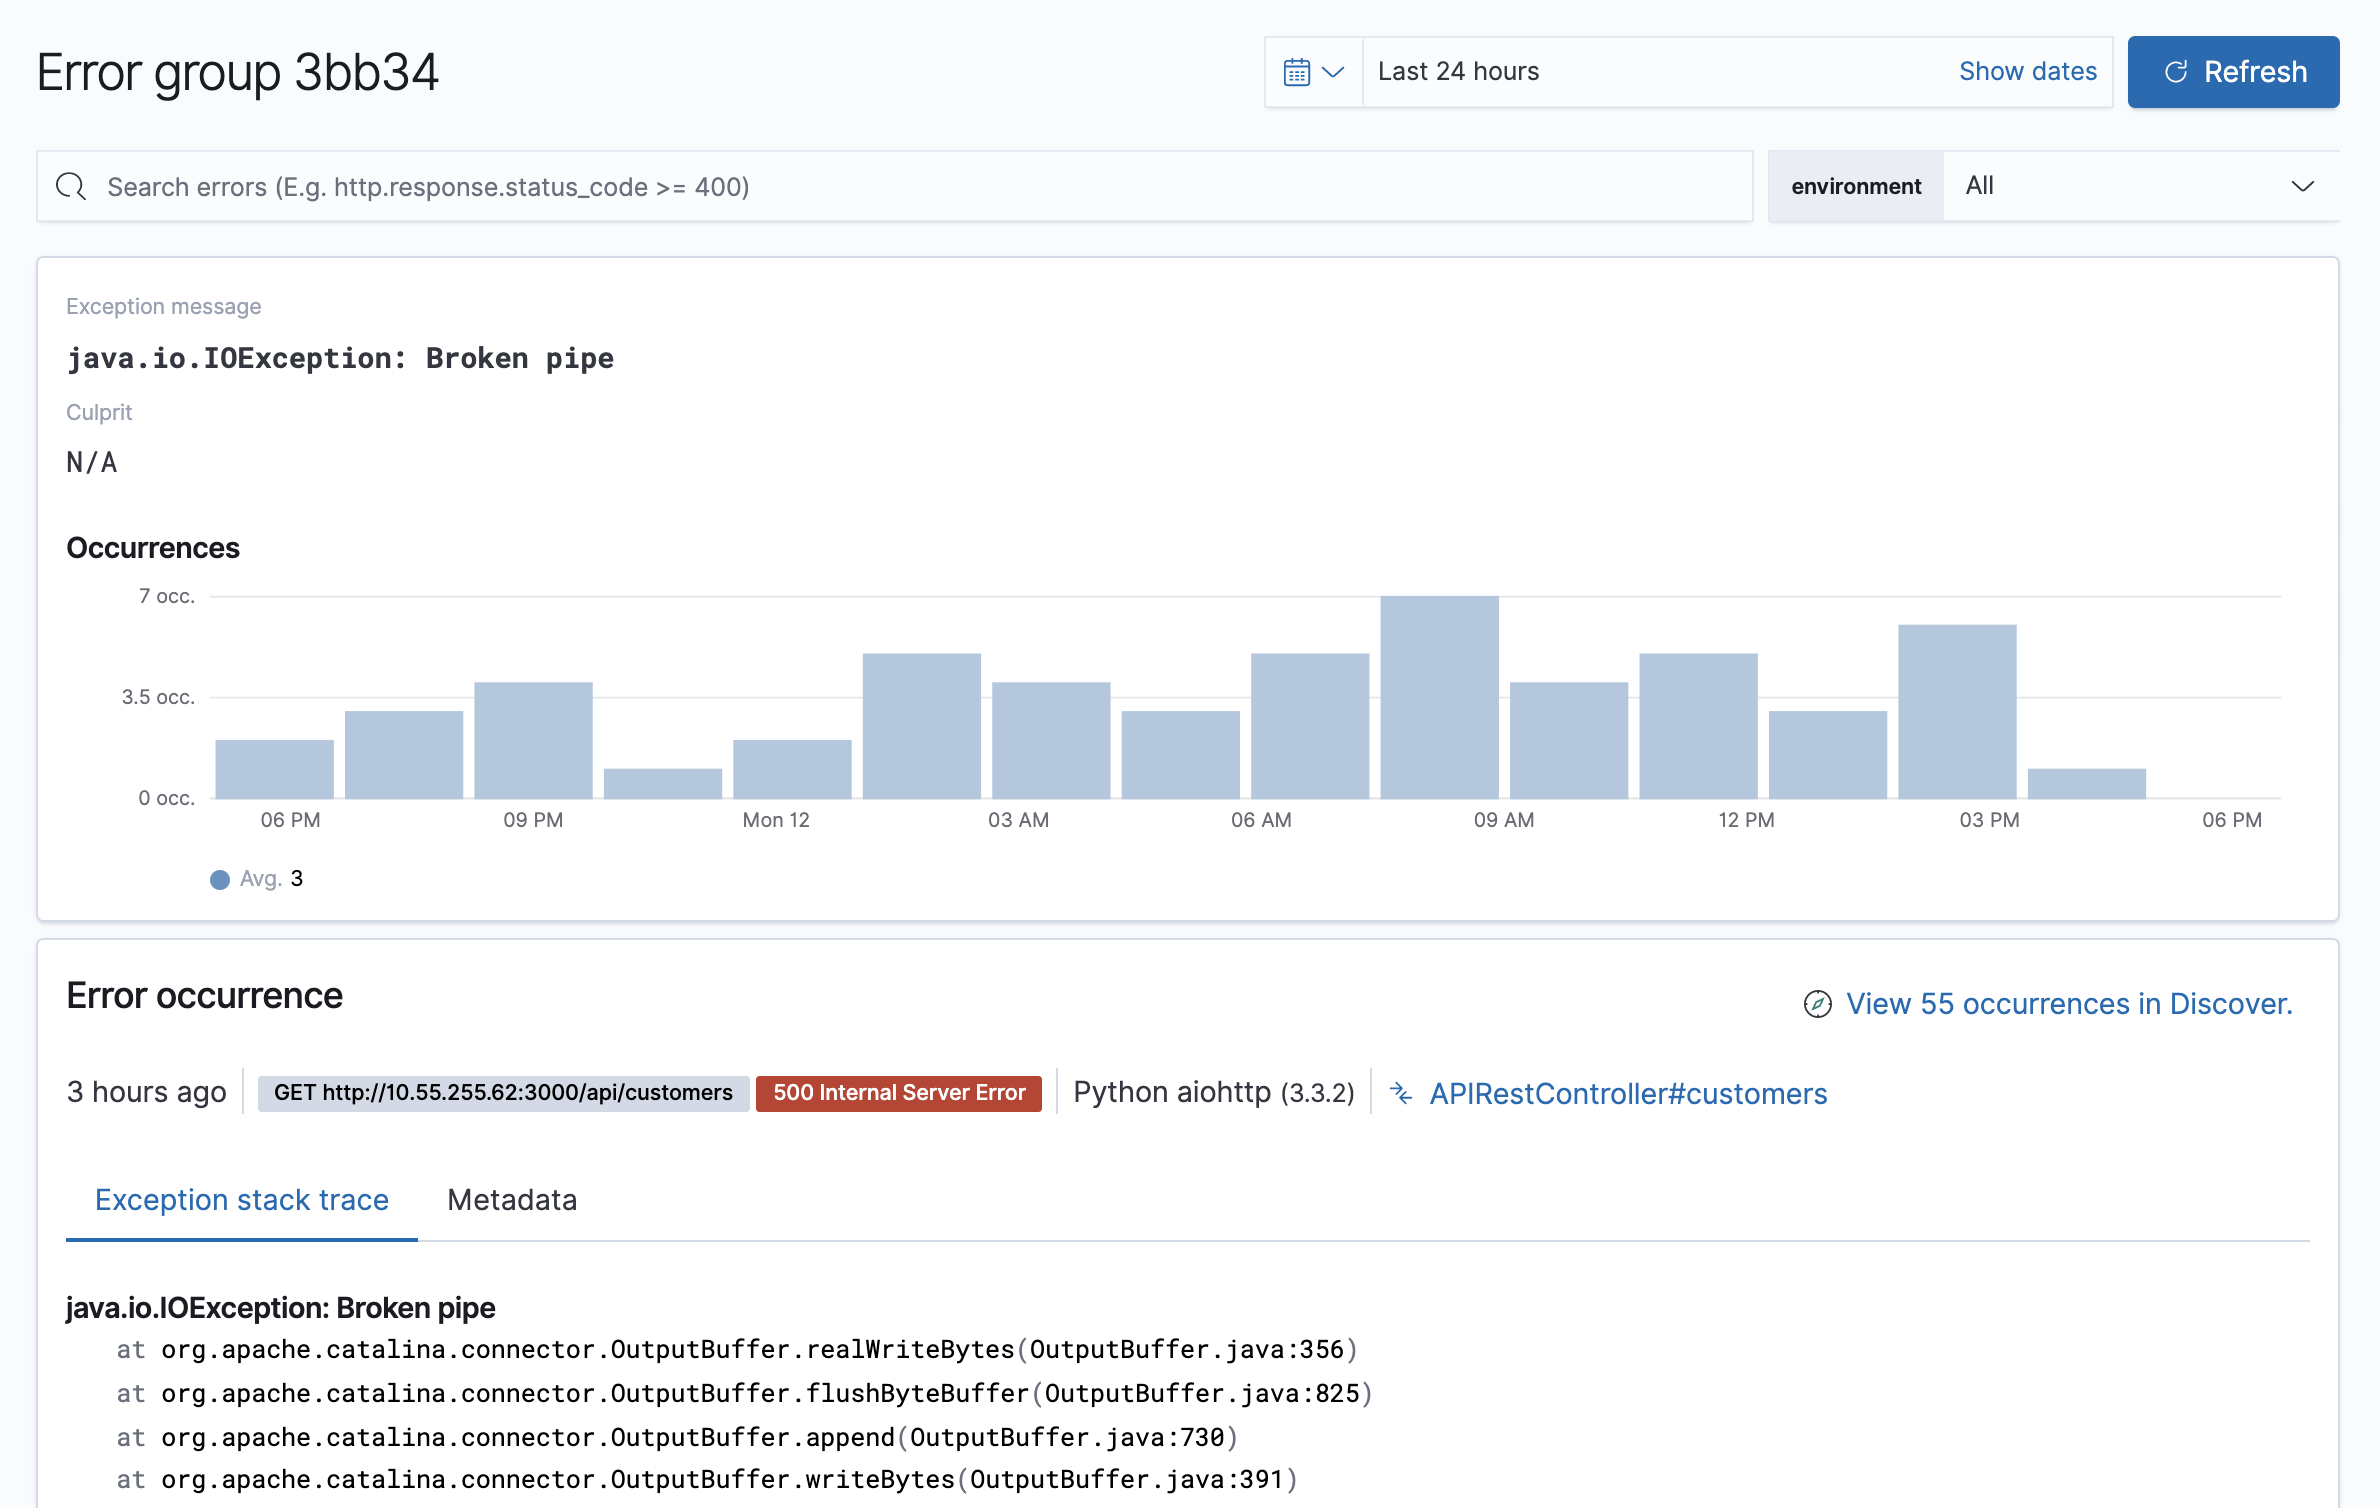 Error group 3bb34
Last 24 hours
Show dates
Refresh
Search errors (E.g. http.response.status_code >= 400)
environment
All
Exception message
java.io.IOException: Broken pipe
Culprit
N/A
Occurrences
7 occ.
3.5 occ.
0 occ.
06 PM
09 PM
Mon 12
03 AM
06 AM
09 AM
12 PM
03 PM
06 PM
Avg. 3
Error occurrence
View 55 occurrences in Discover.
3 hours ago
GET http://10.55.255.62:3000/api/customers
500 Internal Server Error
Python aiohttp (3.3.2)
APIRestController#customers
Exception stack trace
Metadata
java.io.IOException: Broken pipe
at org.apache.catalina.connector.OutputBuffer.realWriteBytes(OutputBuffer.java:356)
at org.apache.catalina.connector.OutputBuffer.flushByteBuffer(OutputBuffer.java:825)
at org.apache.catalina.connector.OutputBuffer.append(OutputBuffer.java:730)
at org.apache.catalina.connector.OutputBuffer.writeBytes(OutputBuffer.java:391)